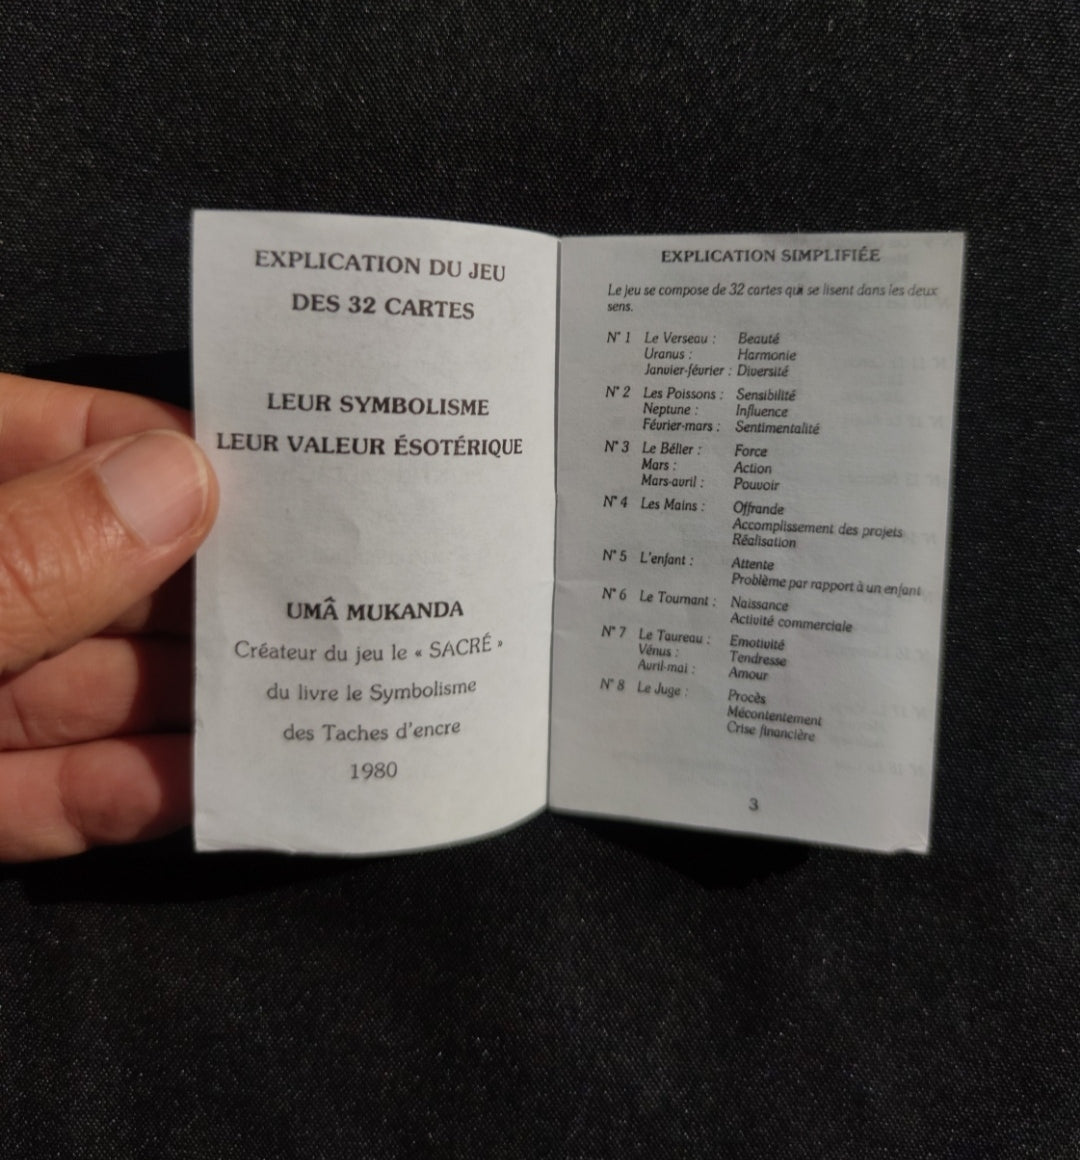 EXPLICATION DU JEU
DES 32 CARTES
LEUR SYMBOLISME
LEUR VALEUR ÉSOTÉRIQUE
UMÂ MUKANDA
Créateur du jeu le « SACRÉ »
du livre le Symbolisme
des Taches d'encre
1980
EXPLICATION SIMPLIFIÉE
Le jeu se compose de 32 cartes qui se lisent dans les deux
sens.
N° 1 Le Verseau : Beauté
Uranus : Harmonie
Janvier-février : Diversité
N° 2 Les Poissons : Sensibilité
Neptune : Influence
Février-mars : Sentimentalité
N° 3 Le Bélier : Force
Mars : Action
Mars-avril : Pouvoir
N° 4 Les Mains : Offrande
Accomplissement des projets
Réalisation
N° 5 L'enfant : Attente
Problème par rapport à un enfant
N° 6 Le Tournant : Naissance
Activité commerciale
N° 7 Le Taureau : Emotivité
Vénus : Tendresse
Avril-mai : Amour
N° 8 Le Juge : Procès
Mécontentement
Crise financière
3